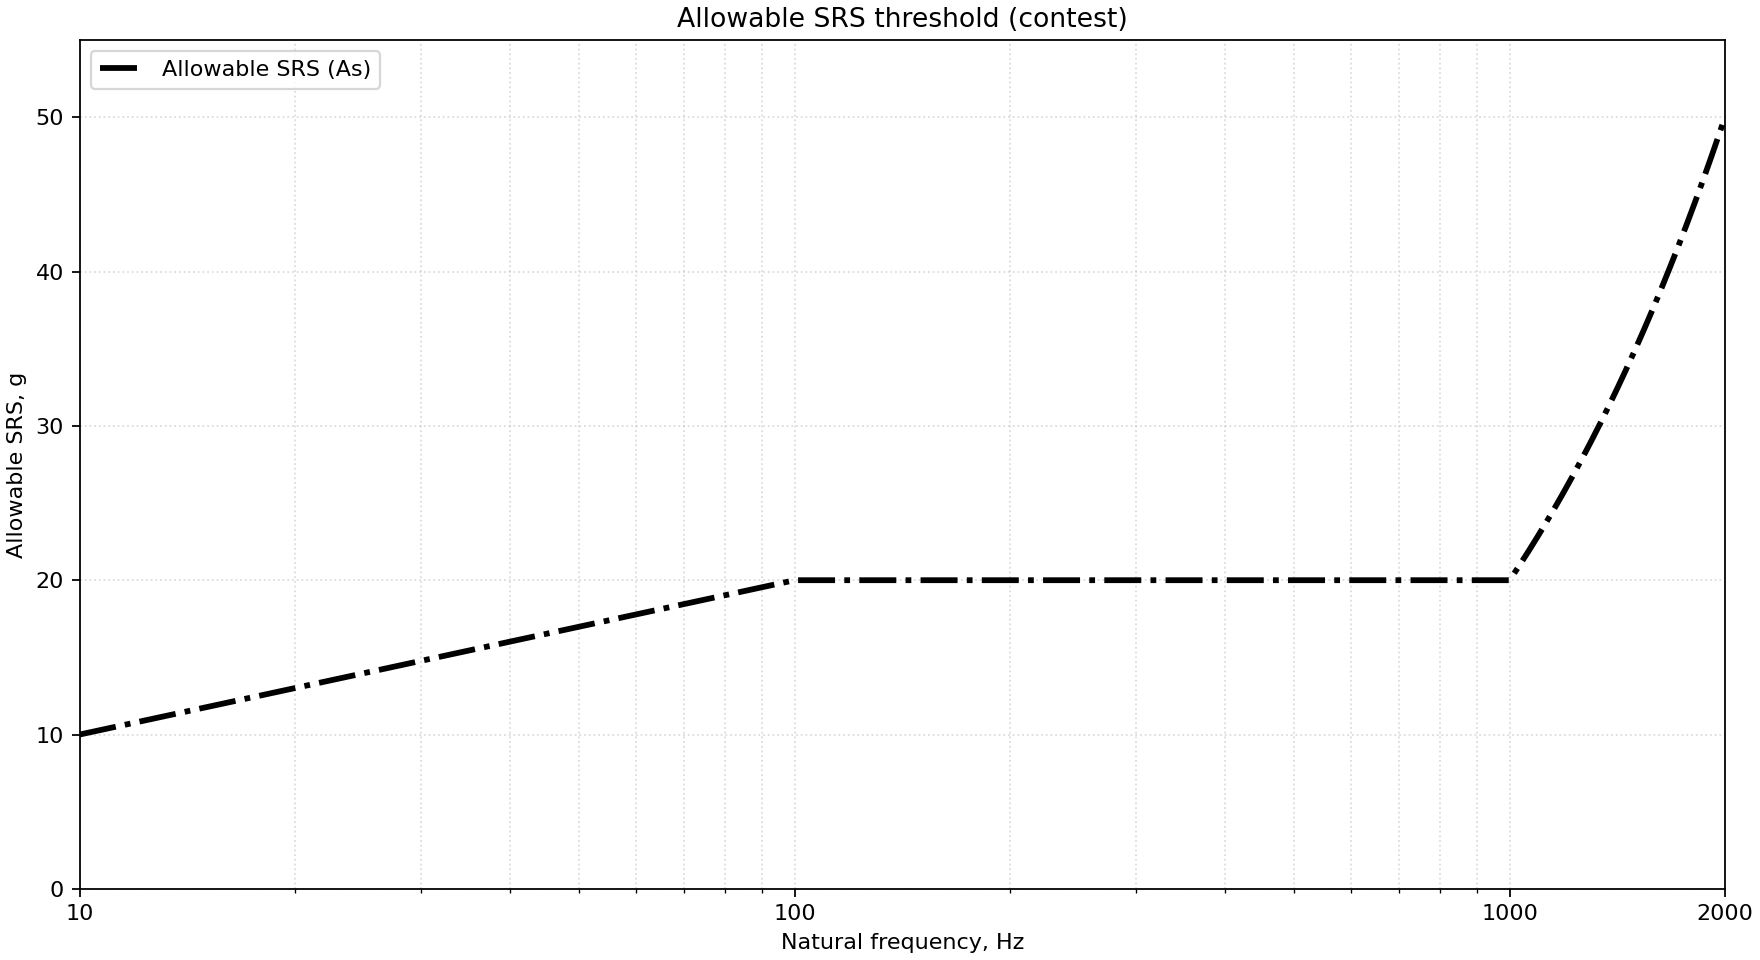 Allowable SRS threshold (contest)
Allowable SRS (As)
Allowable SRS, g
50
40
30
20
10
0
10
100
1000
2000
Natural frequency, Hz